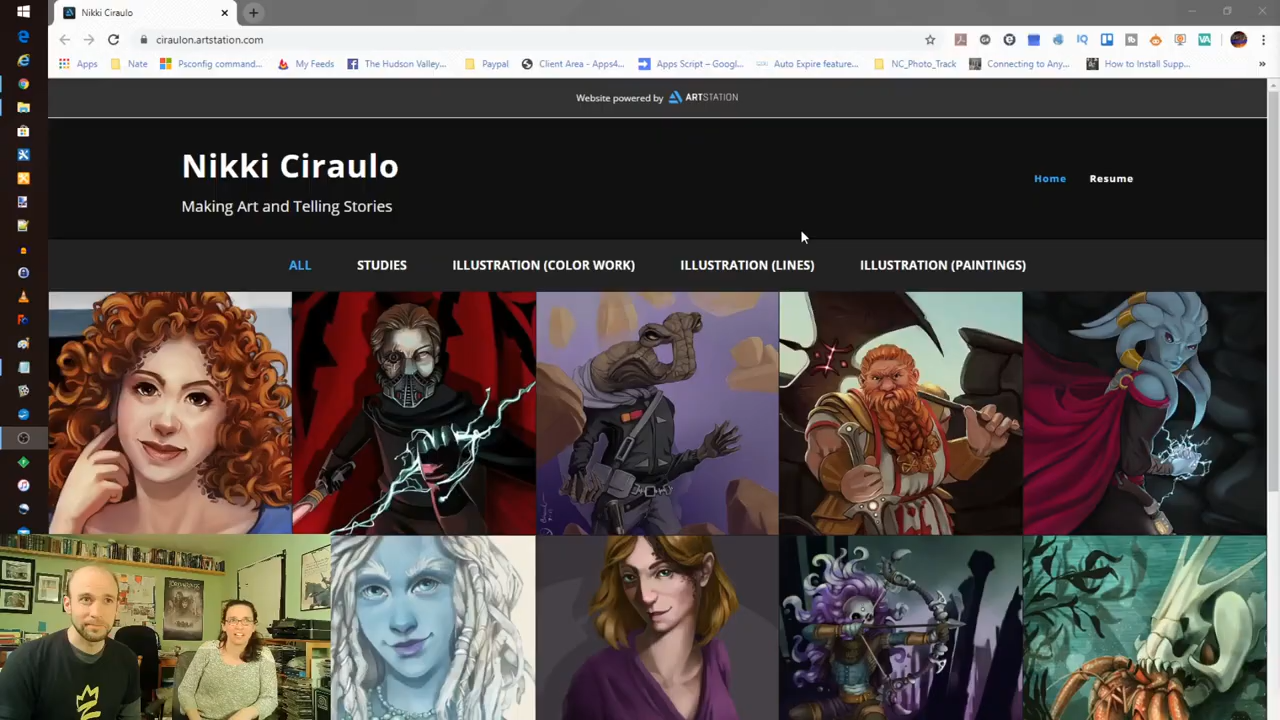 Nikki Ciraulo
ciraulon.artstation.com
Apps Nate Psconfig command... My Feeds The Hudson Valley... Paypal Client Area - Apps4... Apps Script – Googl... Auto Expire feature... NC_Photo_Track Connecting to Any... How to Install Supp...
Website powered by ARTSTATION
Nikki Ciraulo
Home Resume
Making Art and Telling Stories
ALL STUDIES ILLUSTRATION (COLOR WORK) ILLUSTRATION (LINES) ILLUSTRATION (PAINTINGS)